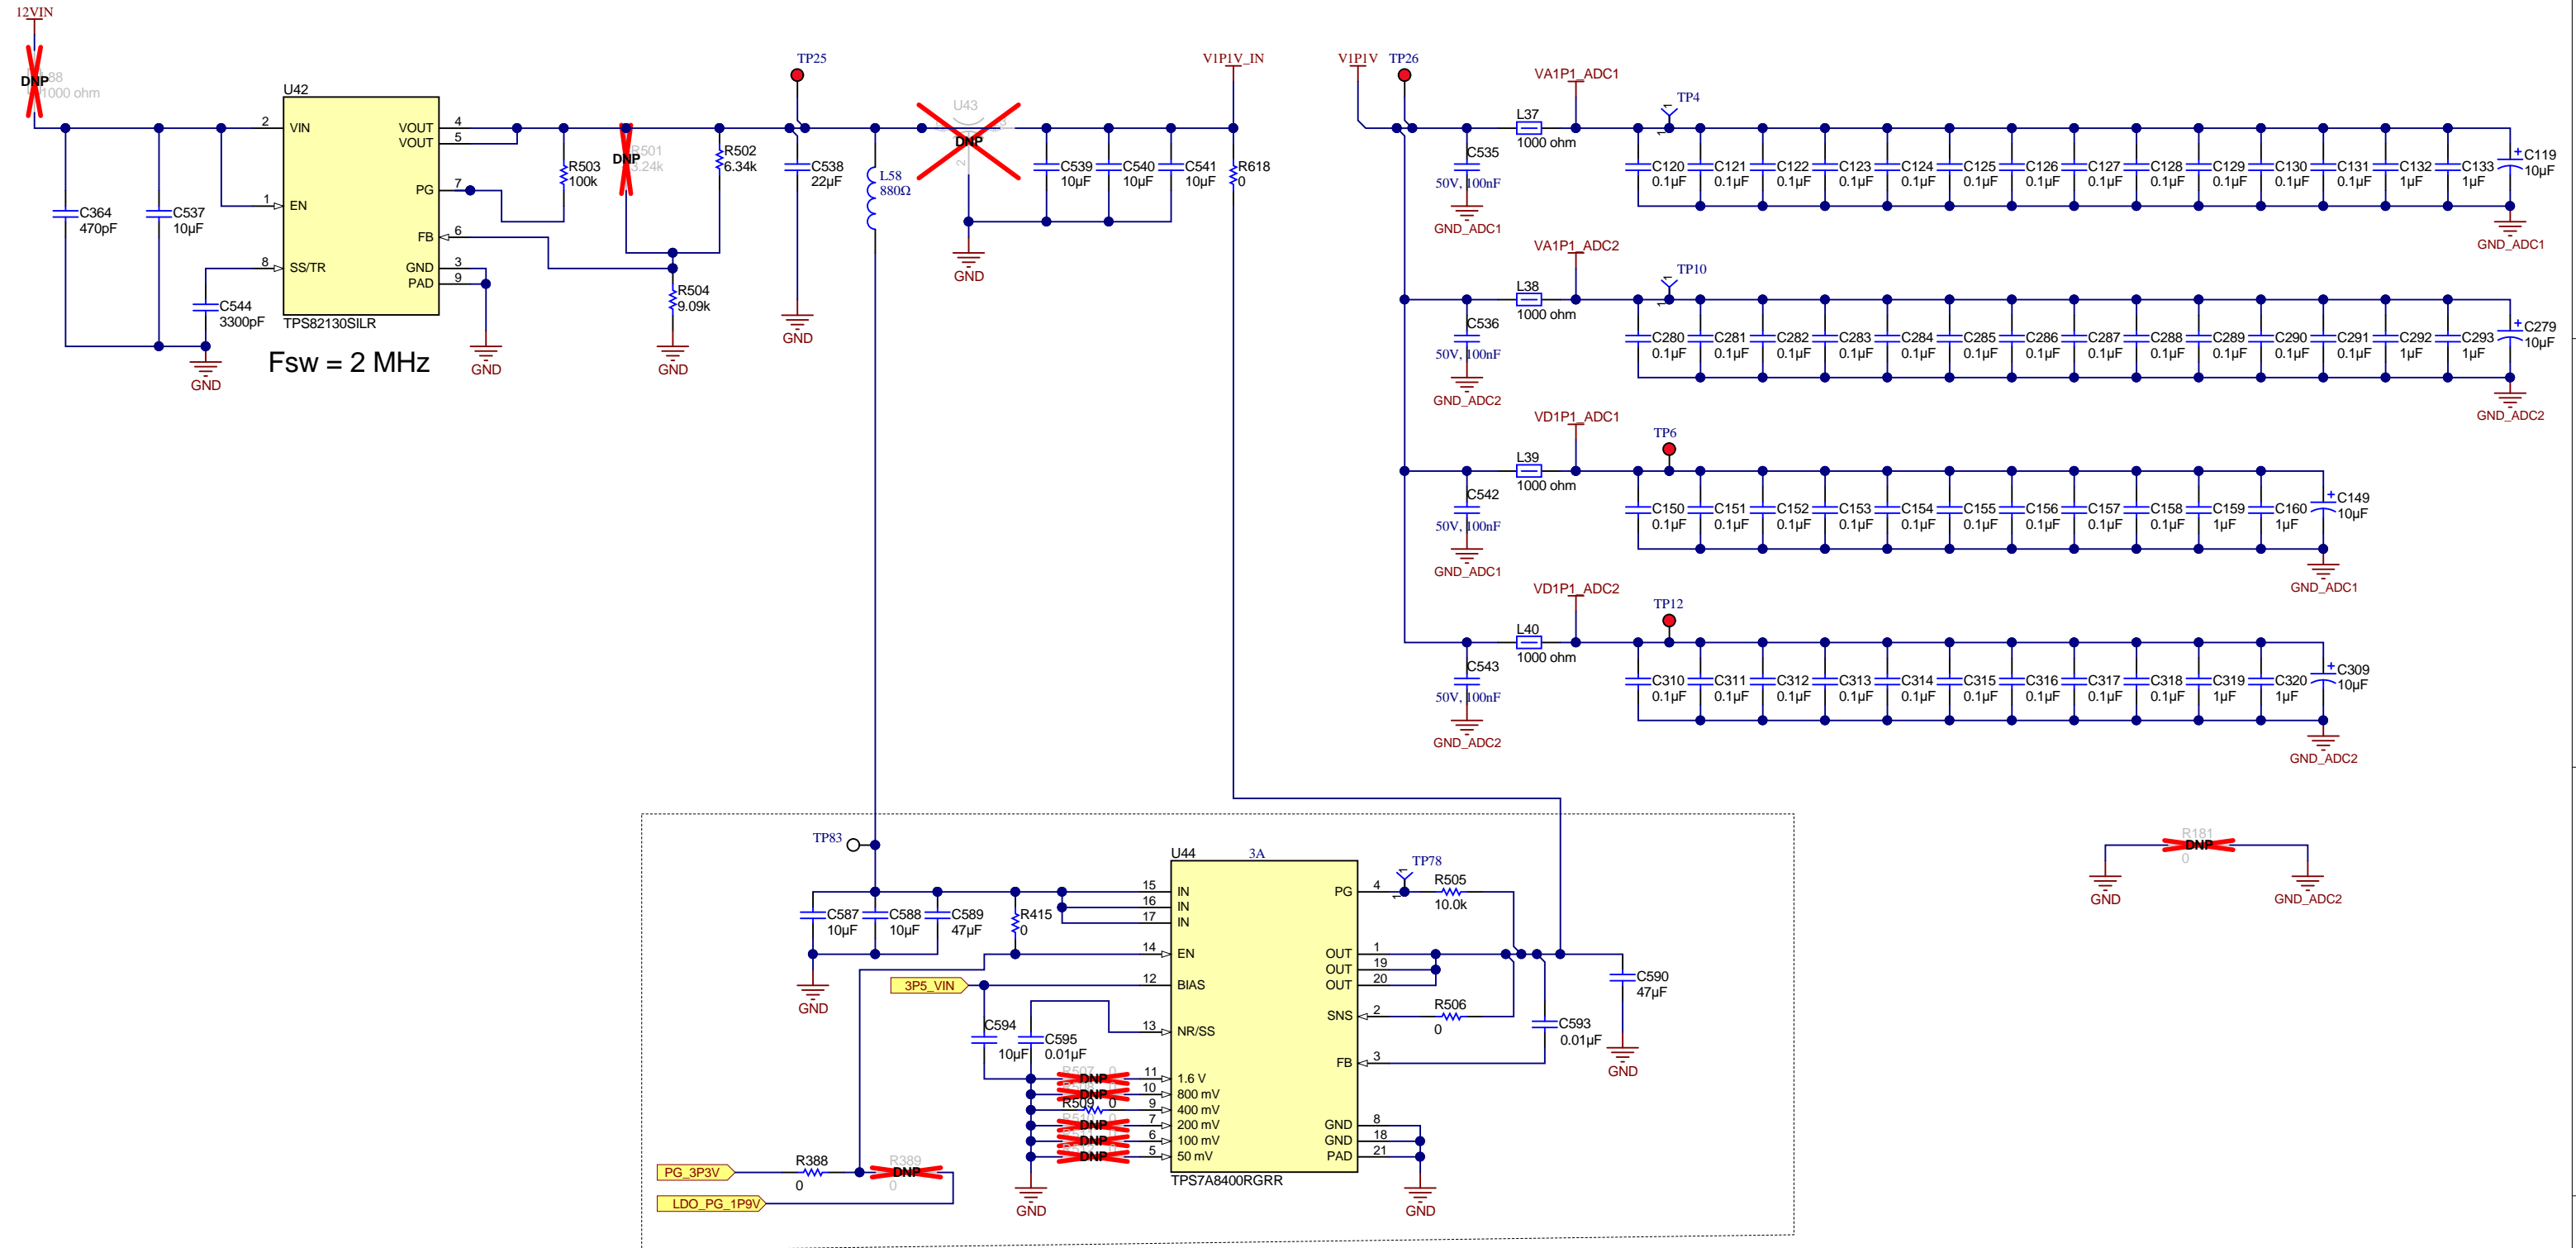 12VIN
DNP
1000 ohm
C364
470pF
C537
10µF
C544
3300pF
GND
U42
2 VIN
1 EN
8 SS/TR
VOUT 4
VOUT 5
PG 7
FB 6
GND 3
PAD 9
TPS82130SILR
Fsw = 2 MHz
GND
R503
100k
R501
DNP
3.24k
R502
6.34k
R504
9.09k
GND
TP25
C538
22µF
GND
L58
880Ω
U43
DNP
2
GND
C539
10µF
C540
10µF
C541
10µF
V1P1V_IN
R618
0
V1P1V
TP26
C535
50V, 100nF
GND_ADC1
L37
1000 ohm
VA1P1_ADC1
TP4
1
1
C120
0.1µF
C121
0.1µF
C122
0.1µF
C123
0.1µF
C124
0.1µF
C125
0.1µF
C126
0.1µF
C127
0.1µF
C128
0.1µF
C129
0.1µF
C130
0.1µF
C131
0.1µF
C132
1µF
C133
1µF
+
C119
10µF
GND_ADC1
C536
50V, 100nF
GND_ADC2
L38
1000 ohm
VA1P1_ADC2
TP10
1
1
C280
0.1µF
C281
0.1µF
C282
0.1µF
C283
0.1µF
C284
0.1µF
C285
0.1µF
C286
0.1µF
C287
0.1µF
C288
0.1µF
C289
0.1µF
C290
0.1µF
C291
0.1µF
C292
1µF
C293
1µF
+
C279
10µF
GND_ADC2
C542
50V, 100nF
GND_ADC1
L39
1000 ohm
VD1P1_ADC1
TP6
C150
0.1µF
C151
0.1µF
C152
0.1µF
C153
0.1µF
C154
0.1µF
C155
0.1µF
C156
0.1µF
C157
0.1µF
C158
0.1µF
C159
1µF
C160
1µF
+
C149
10µF
GND_ADC1
C543
50V, 100nF
GND_ADC2
L40
1000 ohm
VD1P1_ADC2
TP12
C310
0.1µF
C311
0.1µF
C312
0.1µF
C313
0.1µF
C314
0.1µF
C315
0.1µF
C316
0.1µF
C317
0.1µF
C318
0.1µF
C319
1µF
C320
1µF
+
C309
10µF
GND_ADC2
R181
DNP
0
GND
GND_ADC2
TP83
C587
10µF
C588
10µF
C589
47µF
R415
0
GND
3P5_VIN
C594
10µF
C595
0.01µF
R507 0
DNP
DNP
R509 0
DNP
DNP
DNP
GND
PG_3P3V
R388
0
R389
DNP
0
LDO_PG_1P9V
U44
3A
15 IN
16 IN
17 IN
14 EN
12 BIAS
13 NR/SS
11 1.6 V
10 800 mV
9 400 mV
7 200 mV
6 100 mV
5 50 mV
PG 4
OUT 1
OUT 19
OUT 20
SNS 2
FB 3
GND 8
GND 18
PAD 21
TPS7A8400RGRR
TP78
1
1
R505
10.0k
R506
0
C593
0.01µF
C590
47µF
GND
GND